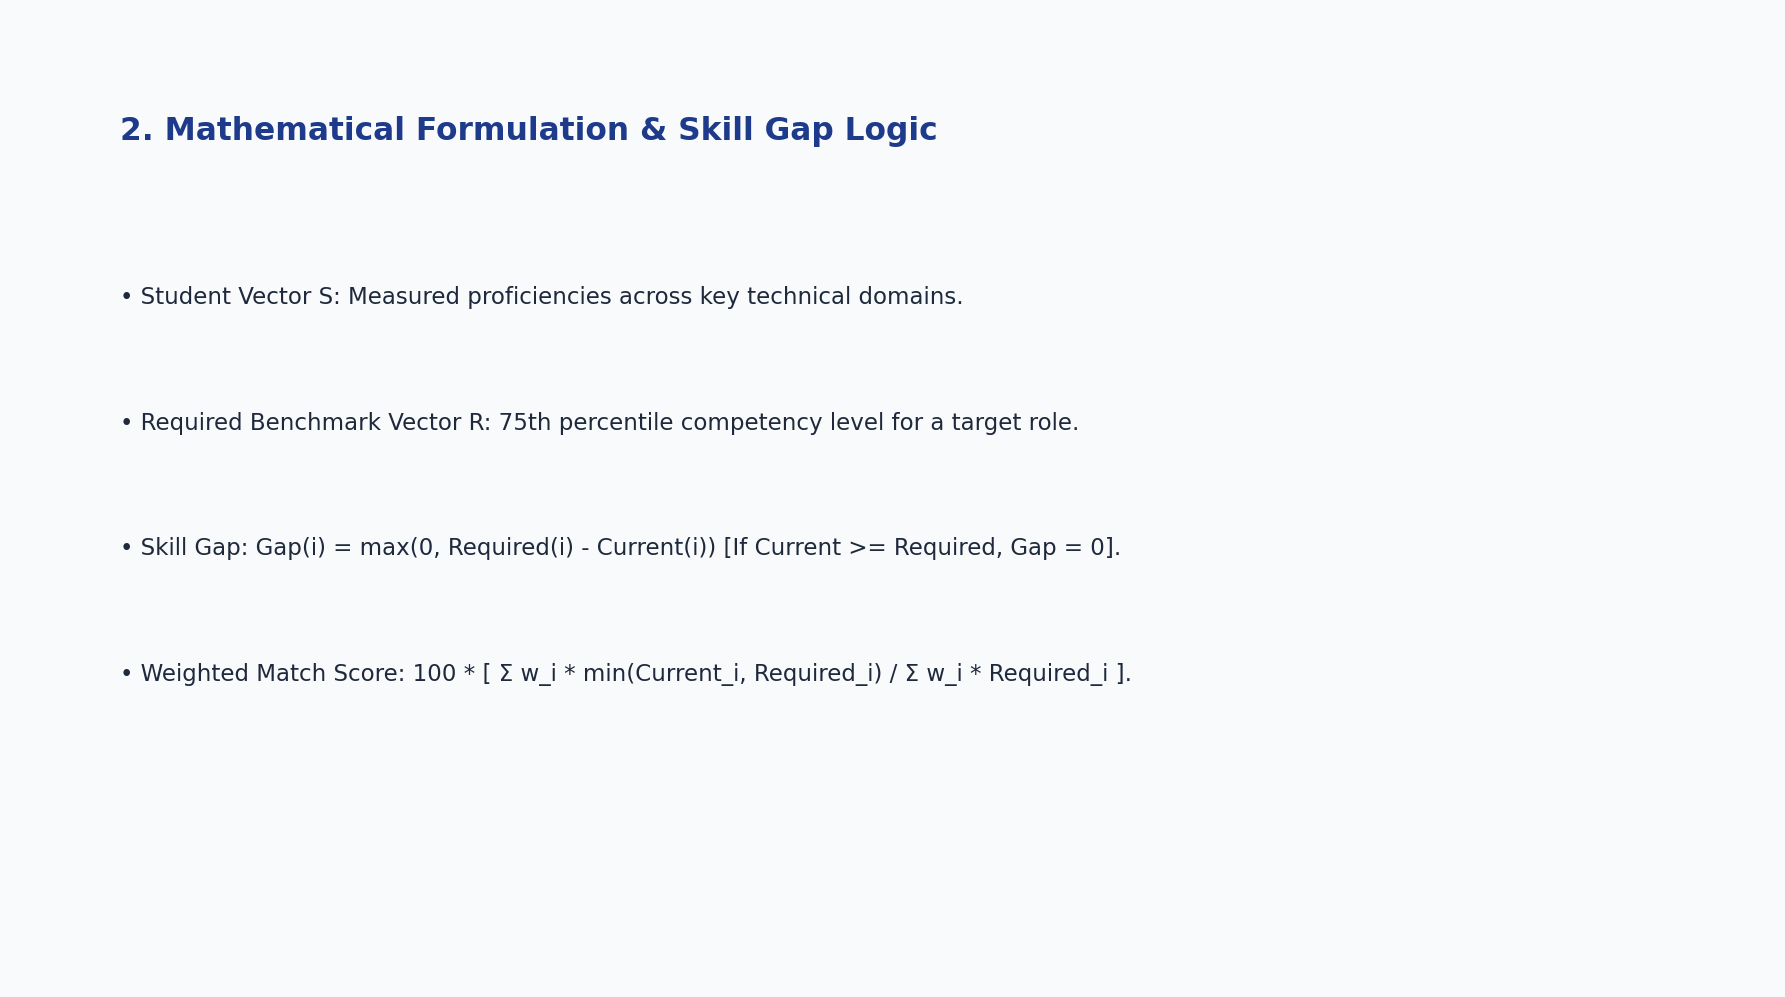 2. Mathematical Formulation & Skill Gap Logic
• Student Vector S: Measured proficiencies across key technical domains.
• Required Benchmark Vector R: 75th percentile competency level for a target role.
• Skill Gap: Gap(i) = max(0, Required(i) - Current(i)) [If Current >= Required, Gap = 0].
• Weighted Match Score: 100 * [ Σ w_i * min(Current_i, Required_i) / Σ w_i * Required_i ].